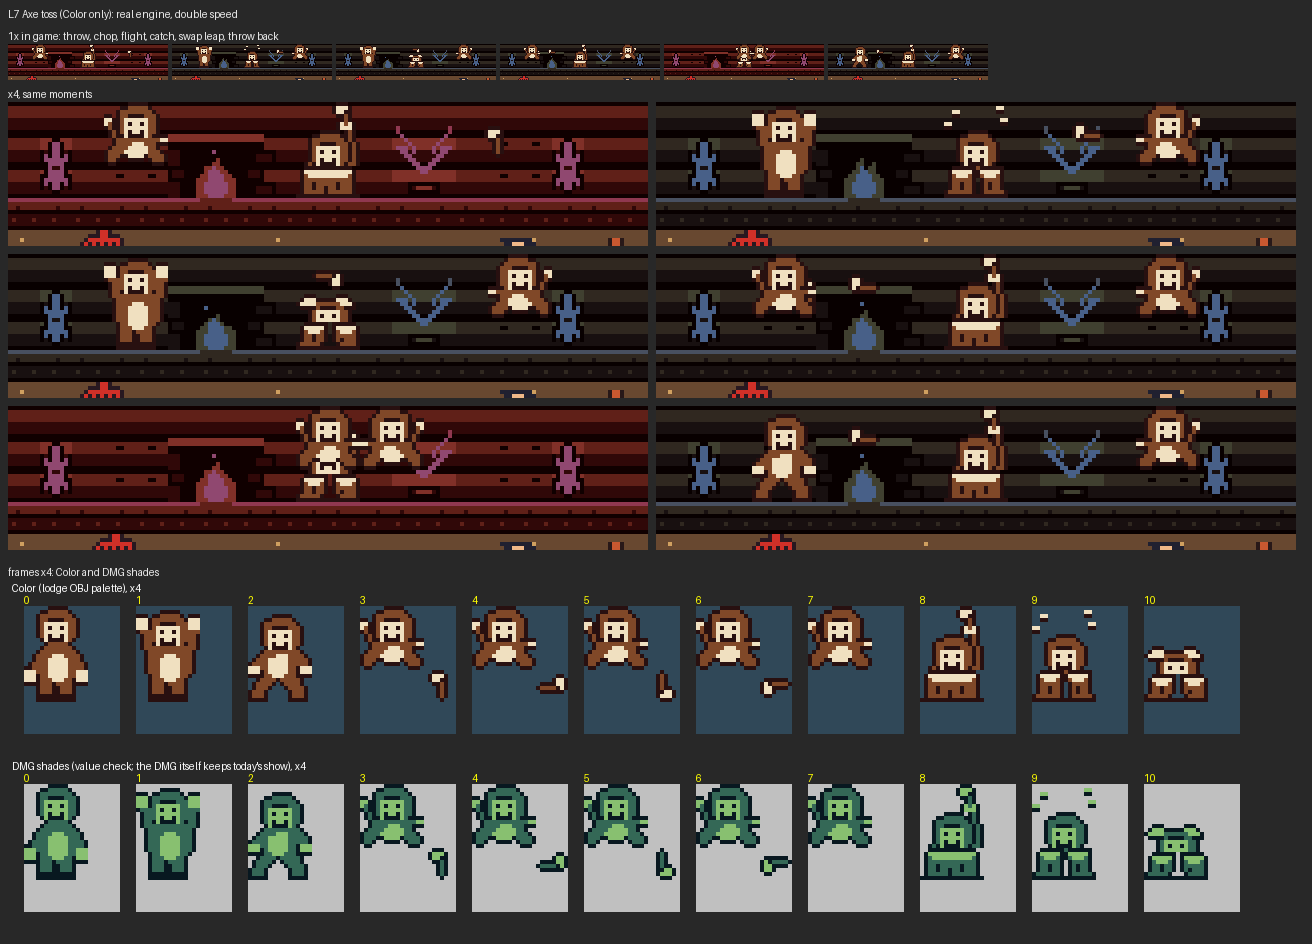 L7 Axe toss (Color only): real engine, double speed
1x in game: throw, chop, flight, catch, swap leap, throw back
x4, same moments
frames x4: Color and DMG shades
Color (lodge OBJ palette), x4
0 1 2 3 4 5 6 7 8 9 10
DMG shades (value check; the DMG itself keeps today's show), x4
0 1 2 3 4 5 6 7 8 9 10